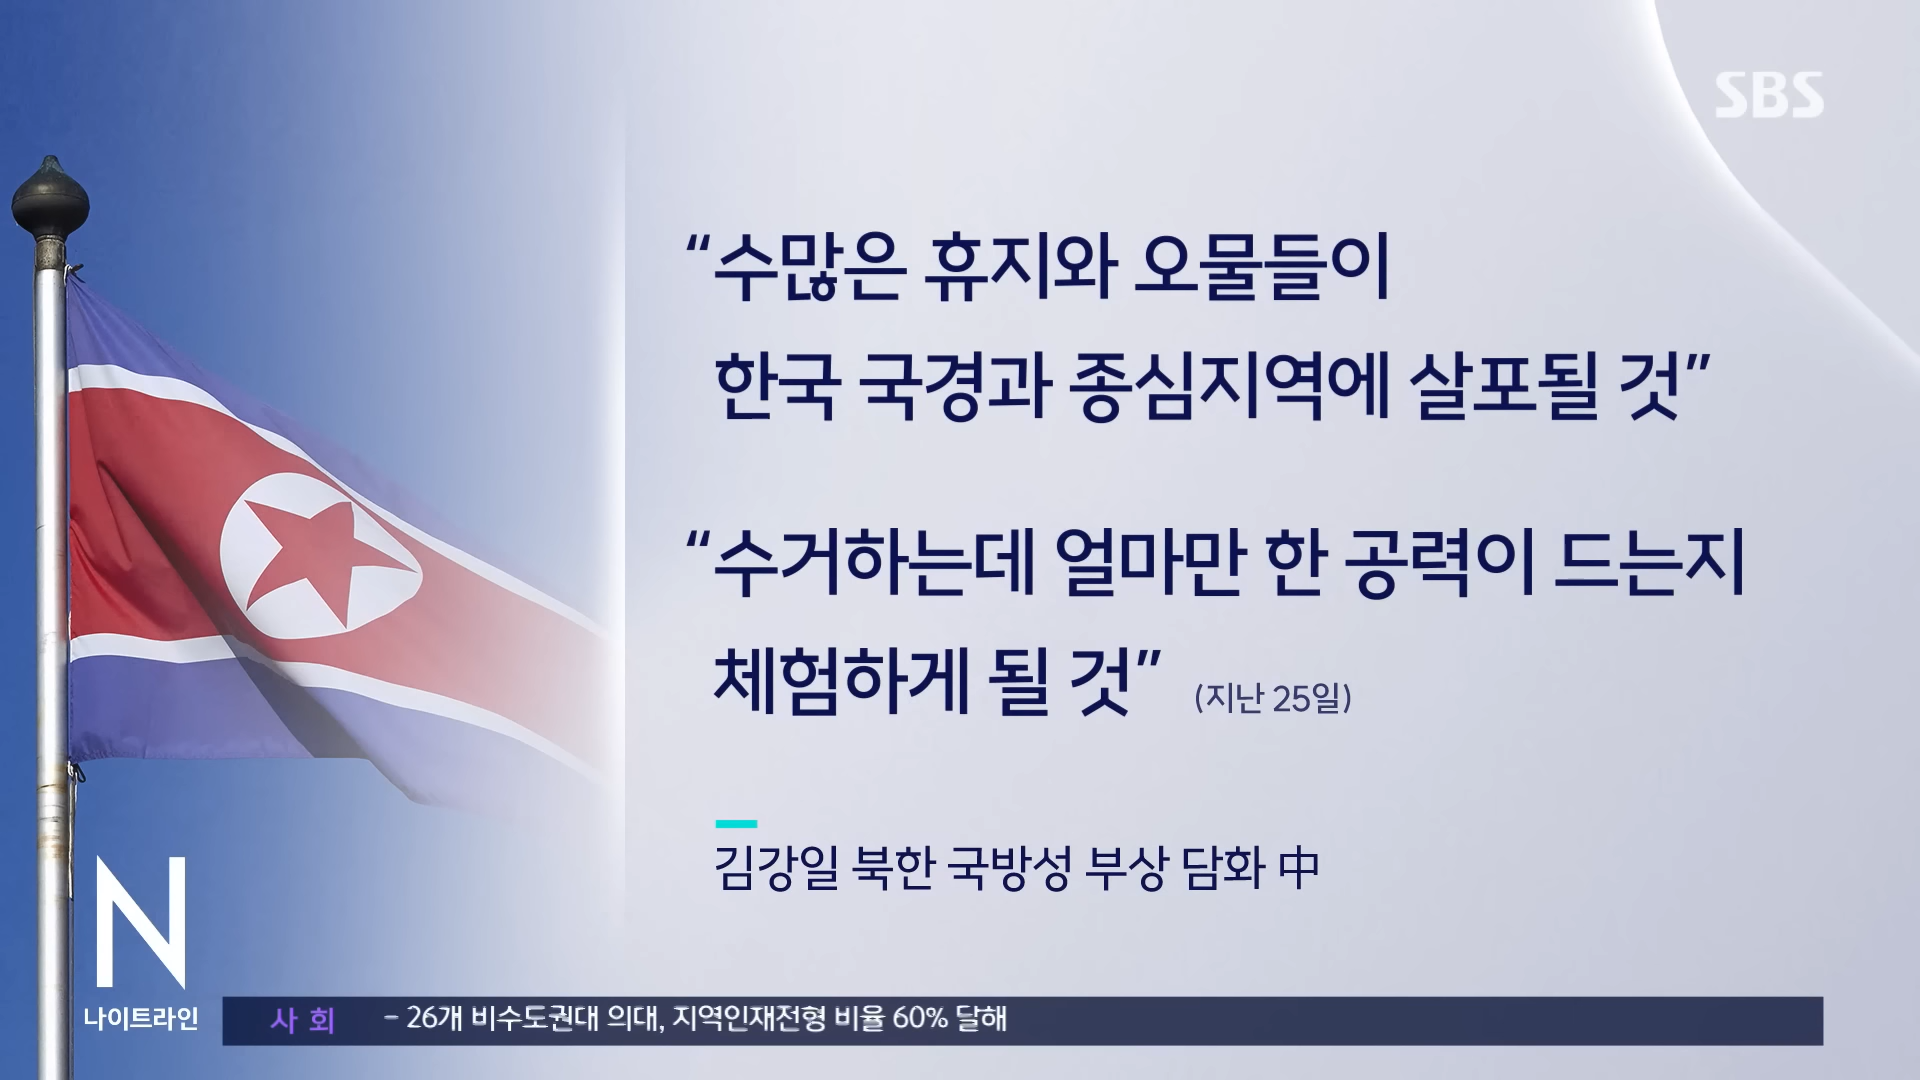 SBS
“수많은 휴지와 오물들이
한국 국경과 종심지역에 살포될 것”
“수거하는데 얼마만 한 공력이 드는지
체험하게 될 것” (지난 25일)
김강일 북한 국방성 부상 담화 中
N
나이트라인
사회 - 26개 비수도권대 의대, 지역인재전형 비율 60% 달해